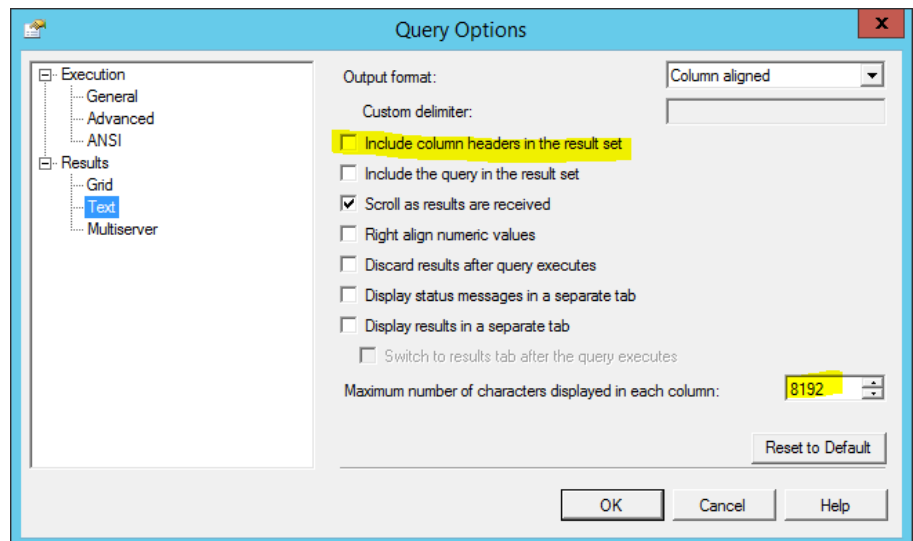 Query Options
x
Execution
General
Advanced
ANSI
Results
Grid
Text
Multiserver
Output format:
Column aligned
Custom delimiter:
Include column headers in the result set
Include the query in the result set
Scroll as results are received
Right align numeric values
Discard results after query executes
Display status messages in a separate tab
Display results in a separate tab
Switch to results tab after the query executes
Maximum number of characters displayed in each column:
8192
Reset to Default
OK
Cancel
Help